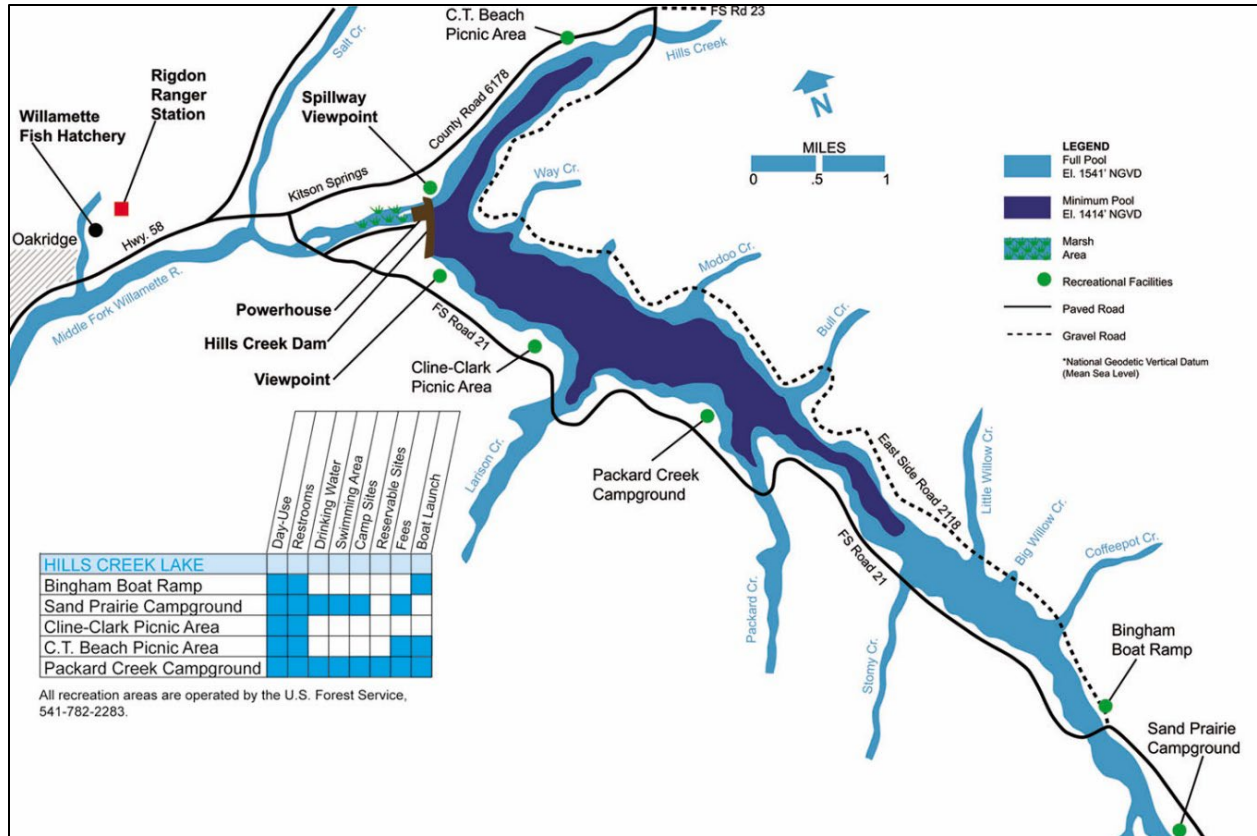 C.T. Beach
Picnic Area
FS Rd 23
Hills Creek
Salt Cr.
Rigdon
Ranger
Station
Willamette
Fish Hatchery
Spillway
Viewpoint
County Road 6178
N
MILES
0 .5 1
LEGEND
Full Pool
El. 1541' NGVD
Minimum Pool
El. 1414' NGVD
Marsh
Area
Recreational Facilities
Paved Road
Gravel Road
*National Geodetic Vertical Datum
(Mean Sea Level)
Kitson Springs
Way Cr.
Oakridge
Hwy. 58
Middle Fork Willamette R.
Modoo Cr.
Powerhouse
Hills Creek Dam
Viewpoint
FS Road 21
Bull Cr.
Cline-Clark
Picnic Area
Larison Cr.
Packard Creek
Campground
East Side Road 2118
Little Willow Cr.
Big Willow Cr.
Coffeepot Cr.
FS Road 21
Packard Cr.
Stomy Cr.
Bingham
Boat Ramp
Sand Prairie
Campground
Day-Use
Restrooms
Drinking Water
Swimming Area
Camp Sites
Reservable Sites
Fees
Boat Launch
HILLS CREEK LAKE
Bingham Boat Ramp
Sand Prairie Campground
Cline-Clark Picnic Area
C.T. Beach Picnic Area
Packard Creek Campground
All recreation areas are operated by the U.S. Forest Service,
541-782-2283.